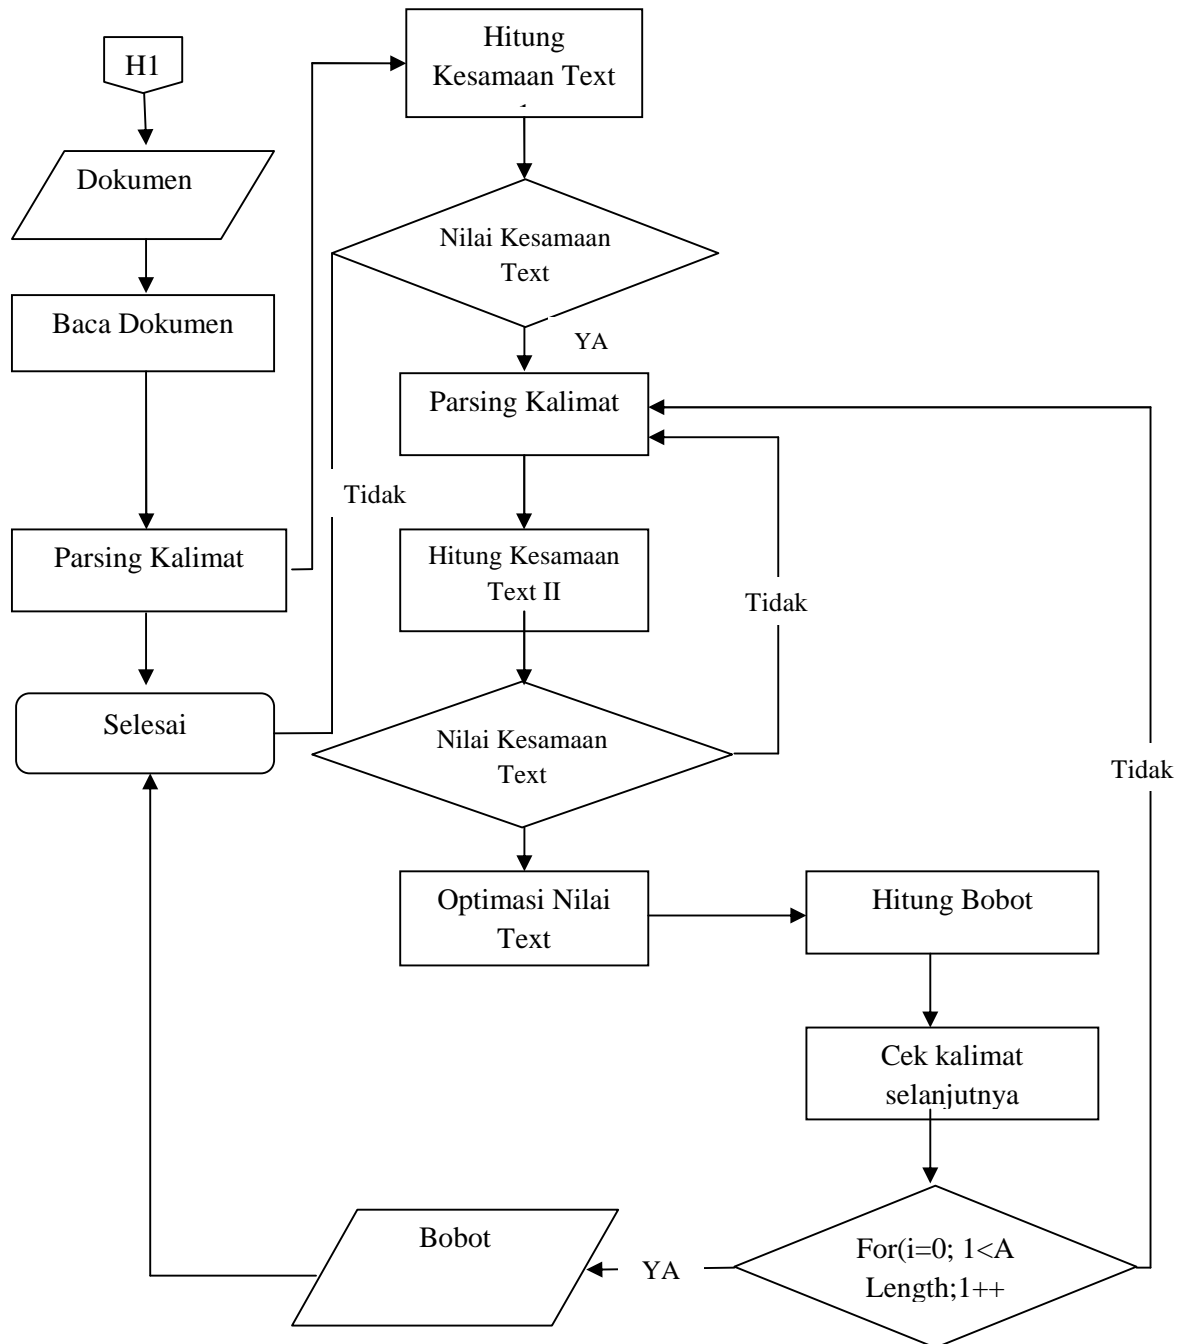 H1
Dokumen
Baca Dokumen
Parsing Kalimat
Selesai
Hitung
Kesamaan Text
Nilai Kesamaan
Text
YA
Tidak
Parsing Kalimat
Hitung Kesamaan
Text II
Tidak
Nilai Kesamaan
Text
Optimasi Nilai
Text
Hitung Bobot
Cek kalimat
selanjutnya
Tidak
For(i=0; 1<A
Length;1++
YA
Bobot